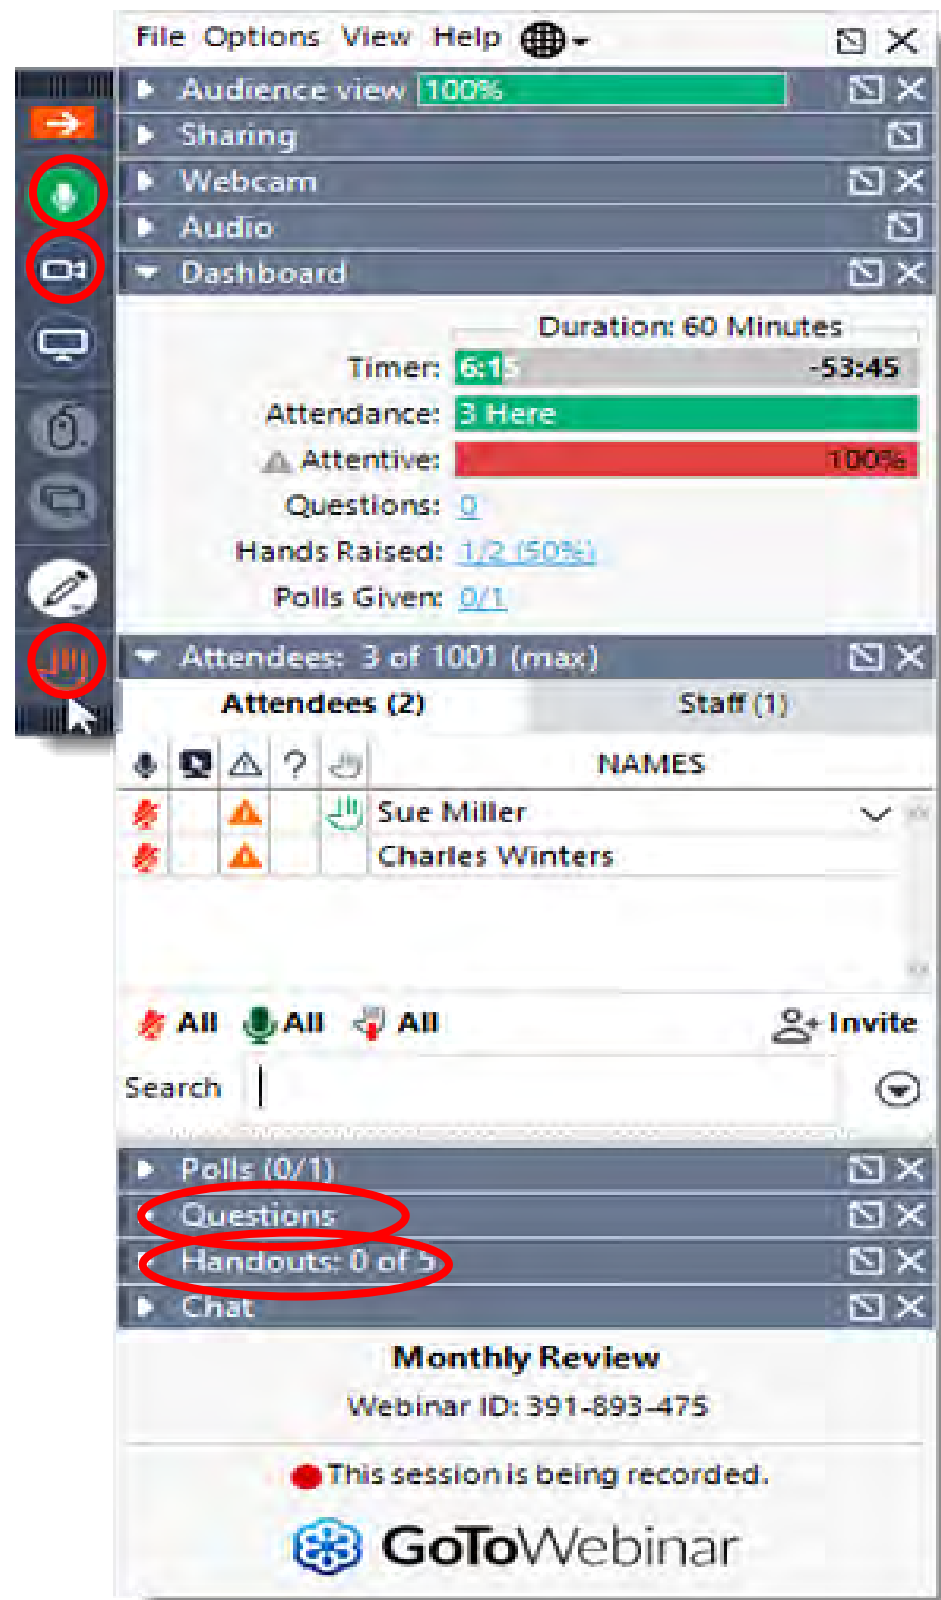 File Options View Help
Audience view 100%
Sharing
Webcam
Audio
Dashboard
Duration: 60 Minutes
Timer: 6:15 -53:45
Attendance: 3 Here
Attentive: 100%
Questions: 0
Hands Raised: 1/2 (50%)
Polls Given: 0/1
Attendees: 3 of 1001 (max)
Attendees (2) Staff (1)
? NAMES
Sue Miller
Charles Winters
All All All + Invite
Search
Polls (0/1)
Questions
Handouts: 0 of 5
Chat
Monthly Review
Webinar ID: 391-893-475
This session is being recorded.
GoToWebinar